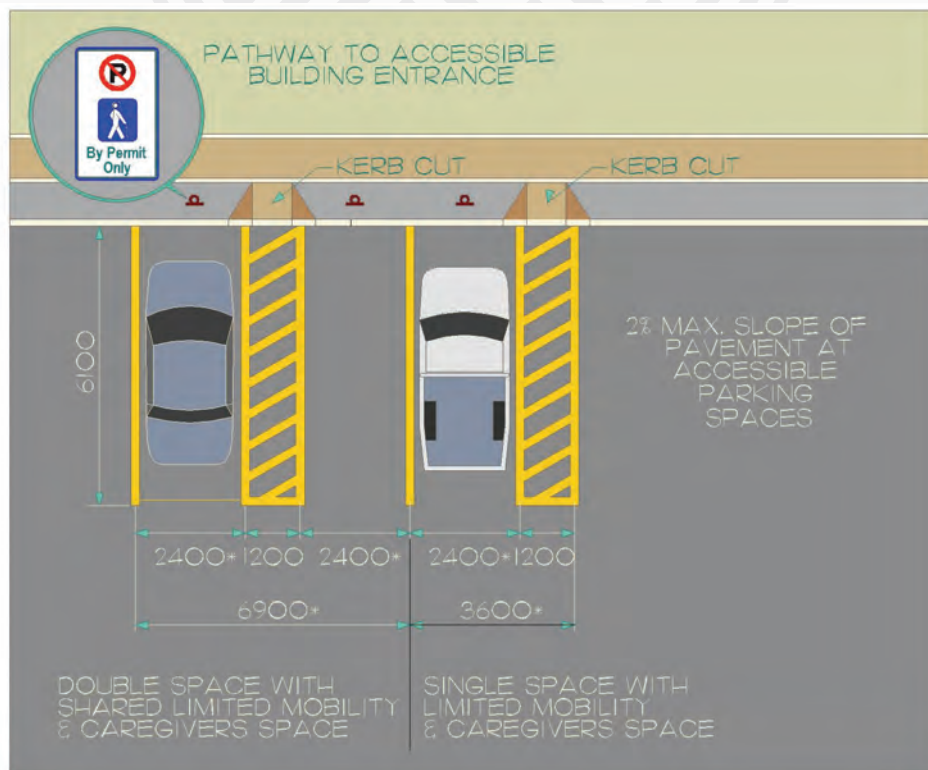 P
By Permit
Only
PATHWAY TO ACCESSIBLE
BUILDING ENTRANCE
KERB CUT
KERB CUT
6100
2% MAX. SLOPE OF
PAVEMENT AT
ACCESSIBLE
PARKING
SPACES
2400* 1200 2400* 2400* 1200
6900* 3600*
DOUBLE SPACE WITH
SHARED LIMITED MOBILITY
& CAREGIVERS SPACE
SINGLE SPACE WITH
LIMITED MOBILITY
& CAREGIVERS SPACE